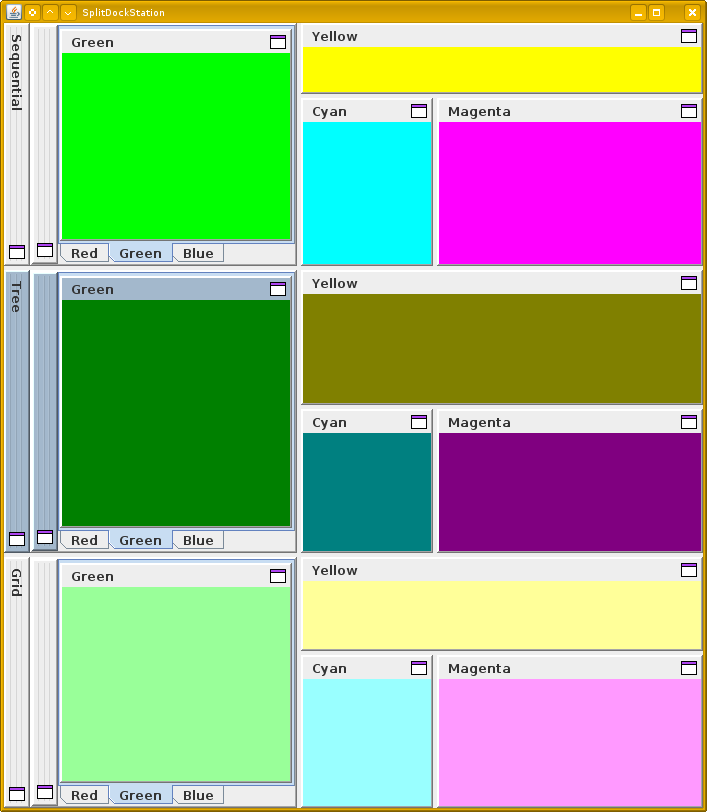 SplitDockStation
Sequential
Green
Red
Green
Blue
Yellow
Cyan
Magenta
Tree
Green
Red
Green
Blue
Yellow
Cyan
Magenta
Grid
Green
Red
Green
Blue
Yellow
Cyan
Magenta